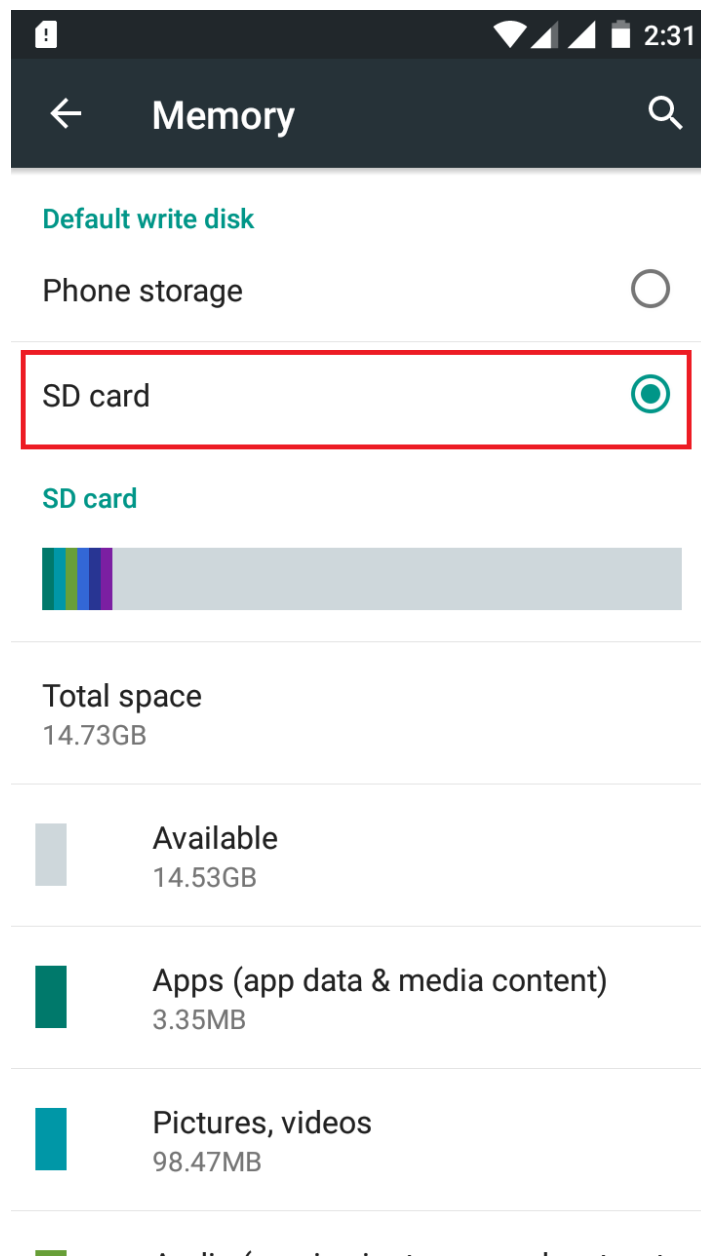 2:31
Memory
Default write disk
Phone storage
SD card
SD card
Total space
14.73GB
Available
14.53GB
Apps (app data & media content)
3.35MB
Pictures, videos
98.47MB